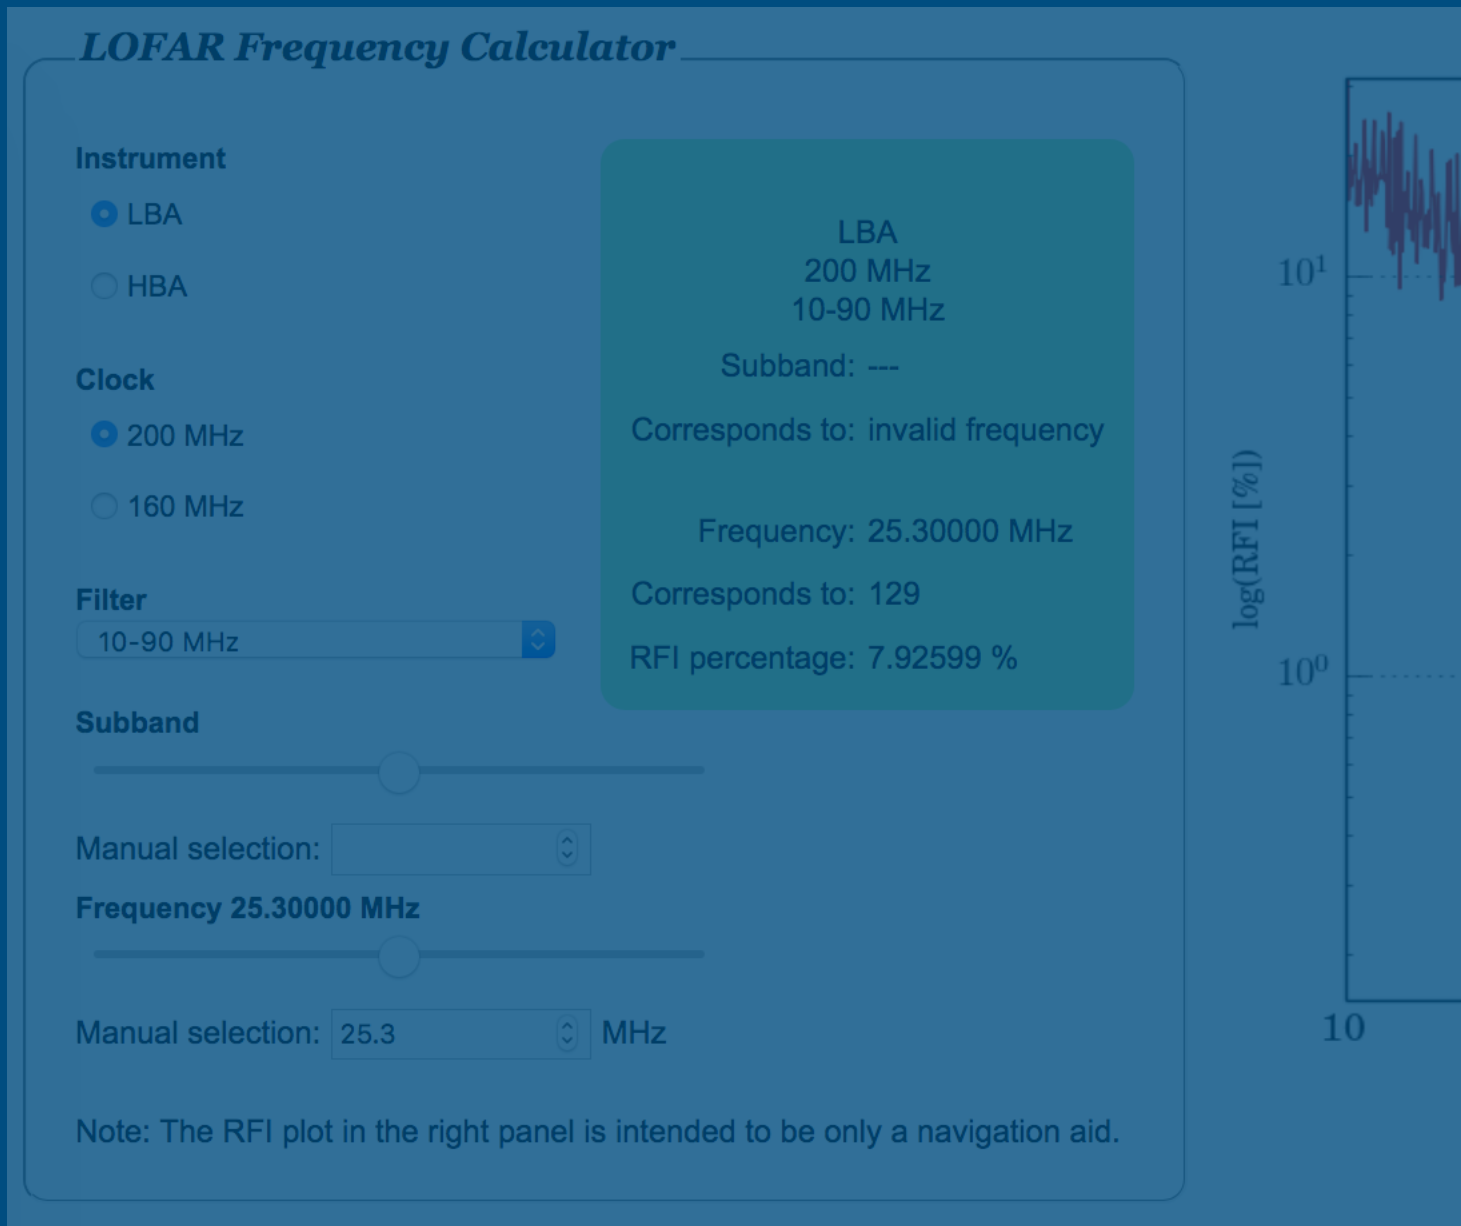 LOFAR Frequency Calculator
Instrument
LBA
HBA
Clock
200 MHz
160 MHz
Filter
10-90 MHz
Subband
Manual selection:
Frequency 25.30000 MHz
Manual selection: 25.3 MHz
Note: The RFI plot in the right panel is intended to be only a navigation aid.
LBA
200 MHz
10-90 MHz
Subband: ---
Corresponds to: invalid frequency
Frequency: 25.30000 MHz
Corresponds to: 129
RFI percentage: 7.92599 %
log(RFI [%])
10¹
10⁰
10